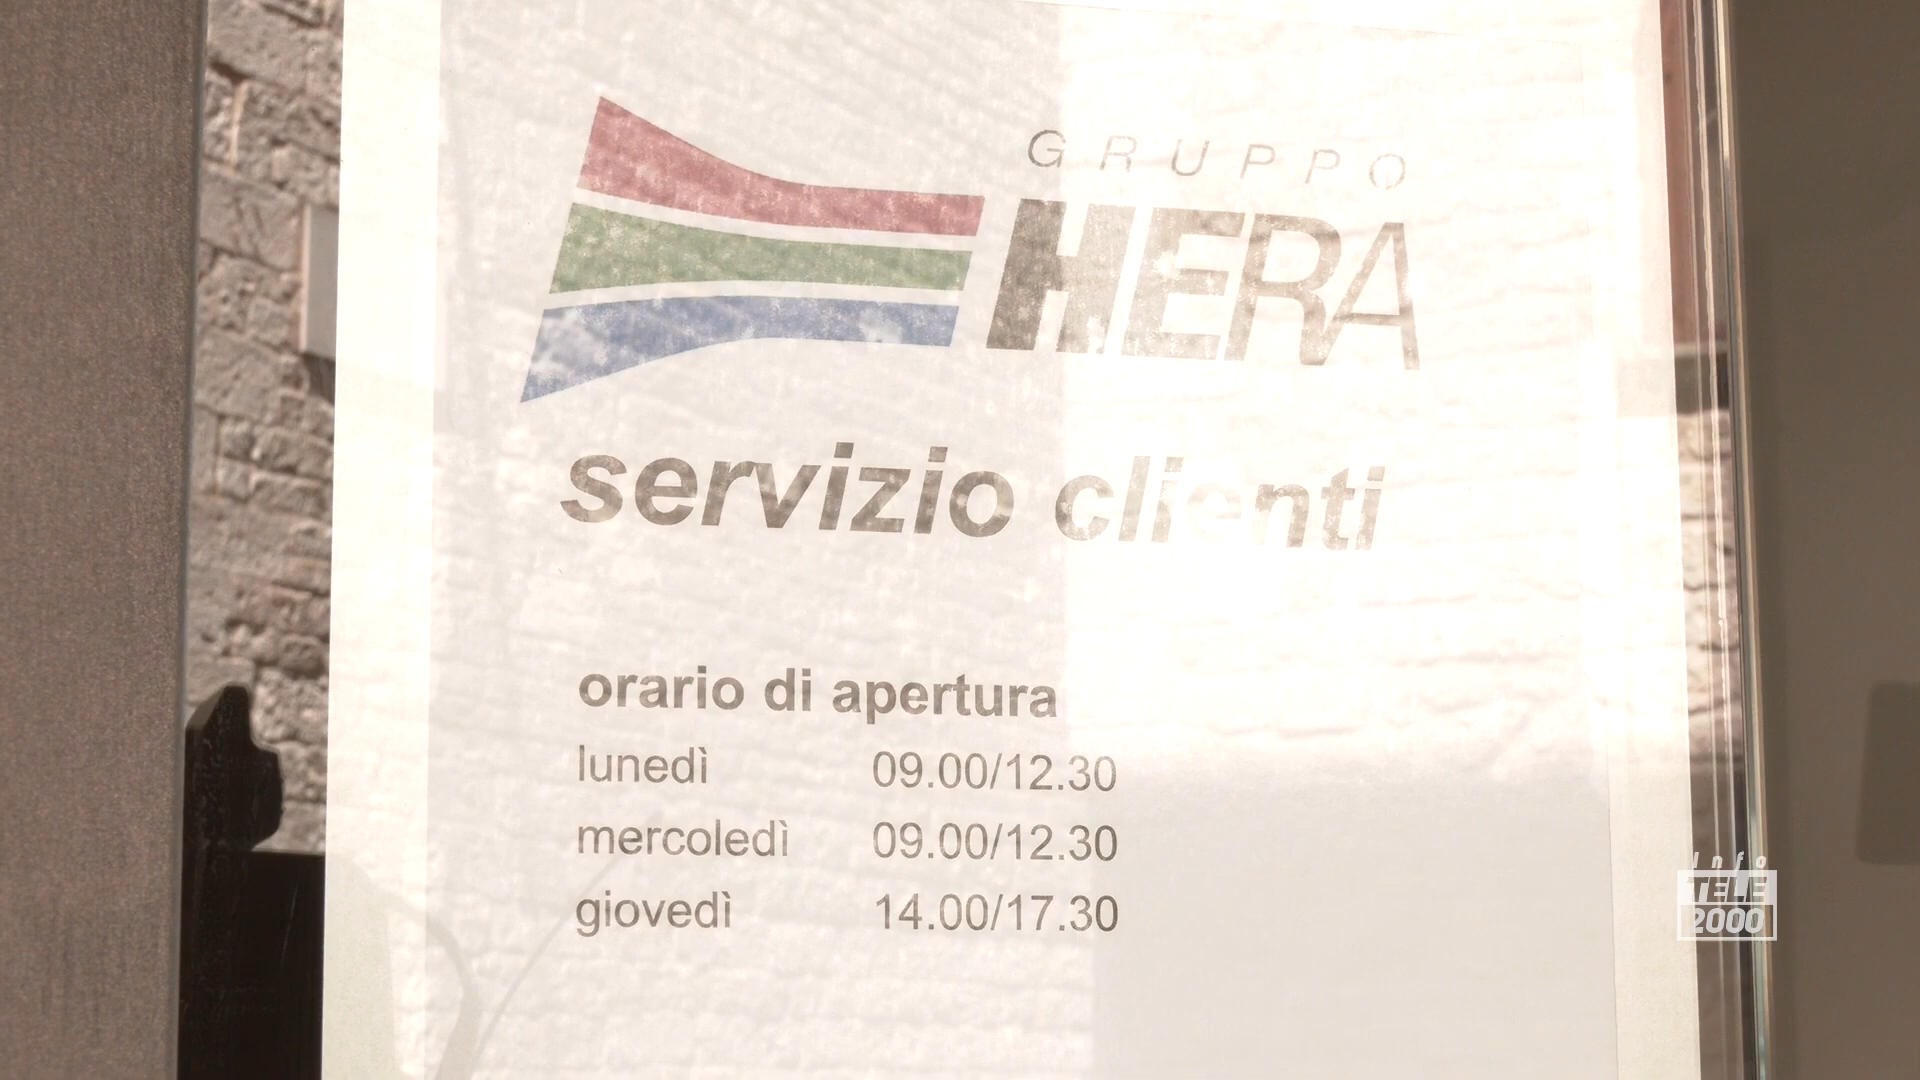 GRUPPO
HERA
servizio clienti
orario di apertura
lunedì 09.00/12.30
mercoledì 09.00/12.30
giovedì 14.00/17.30
Info
TELE
2000